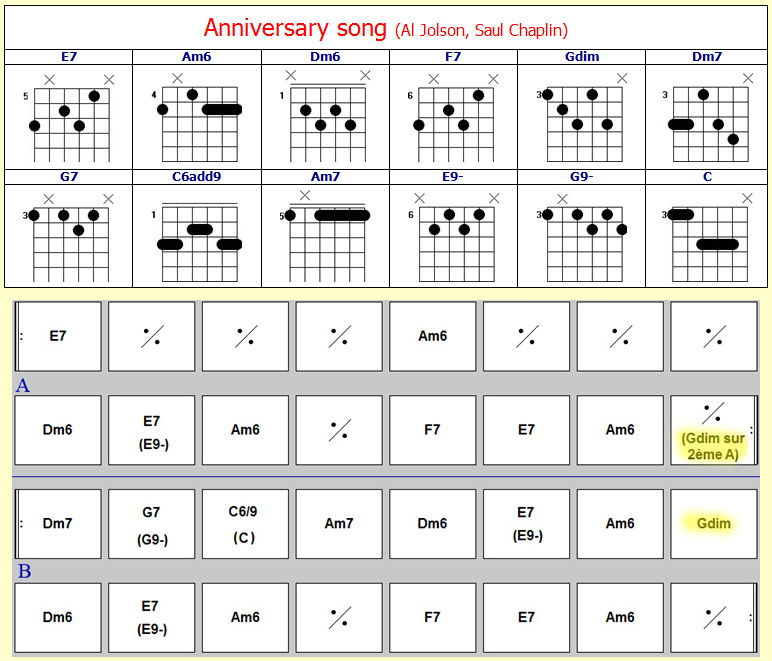 Anniversary song (Al Jolson, Saul Chaplin)
E7 Am6 Dm6 F7 Gdim Dm7
5 4 1 6 3 3
G7 C6add9 Am7 E9- G9- C
3 1 5 6 3 3
: E7 ٪ ٪ ٪ Am6 ٪ ٪ ٪
A
Dm6 E7 Am6 ٪ F7 E7 Am6 ٪ :
(E9-) (Gdim sur
2ème A)
: Dm7 G7 C6/9 Am7 Dm6 E7 Am6 Gdim
(G9-) (C) (E9-)
B
Dm6 E7 Am6 ٪ F7 E7 Am6 ٪ :
(E9-)